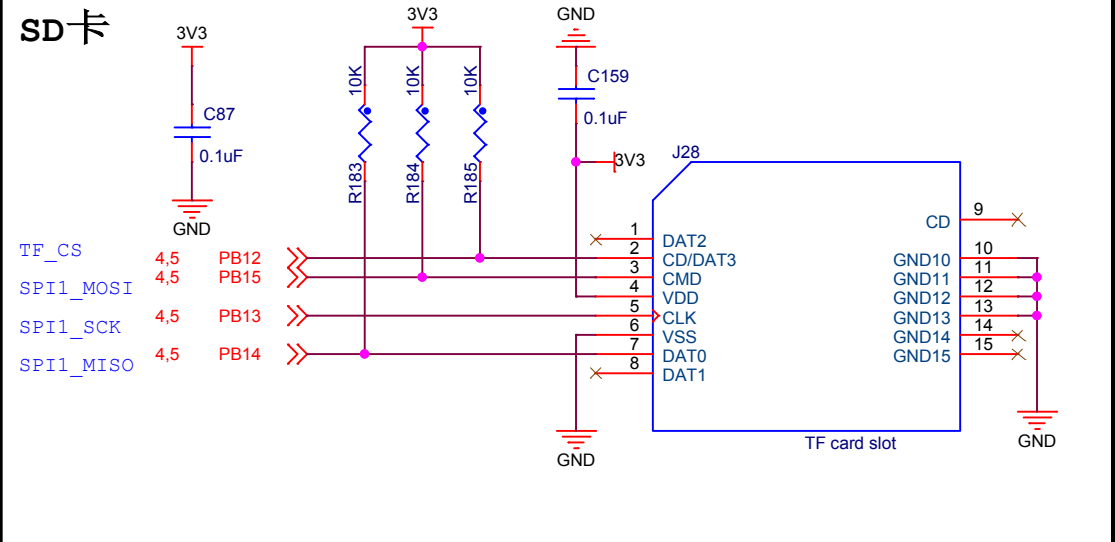 SD卡
3V3
C87
0.1uF
GND
3V3
10K
10K
10K
R183
R184
R185
GND
C159
0.1uF
3V3
J28
TF_CS
4,5
PB12
SPI1_MOSI
4,5
PB15
SPI1_SCK
4,5
PB13
SPI1_MISO
4,5
PB14
1
DAT2
2
CD/DAT3
3
CMD
4
VDD
5
CLK
6
VSS
7
DAT0
8
DAT1
CD
9
GND10
10
GND11
11
GND12
12
GND13
13
GND14
14
GND15
15
GND
GND
TF card slot